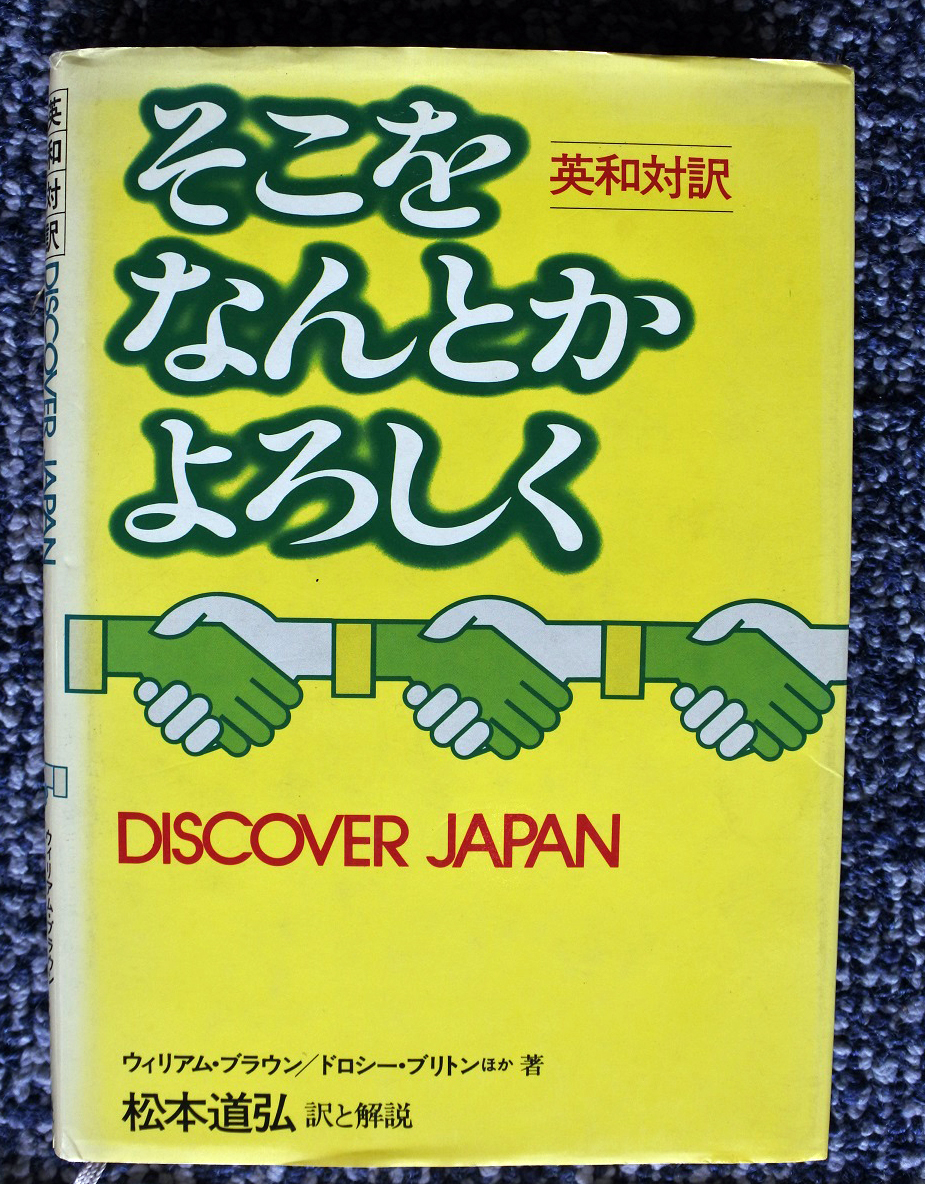 そこを
なんとか
よろしく
英和対訳
DISCOVER JAPAN
ウィリアム・ブラウン／ドロシー・ブリトンほか 著
松本道弘 訳と解説
英和対訳 DISCOVER JAPAN